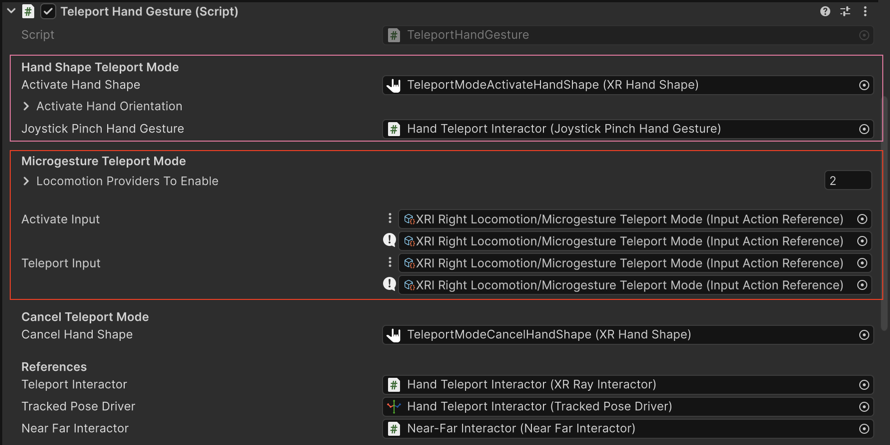 Teleport Hand Gesture (Script)
Script TeleportHandGesture
Hand Shape Teleport Mode
Activate Hand Shape TeleportModeActivateHandShape (XR Hand Shape)
Activate Hand Orientation
Joystick Pinch Hand Gesture Hand Teleport Interactor (Joystick Pinch Hand Gesture)
Microgesture Teleport Mode
Locomotion Providers To Enable 2
Activate Input XRI Right Locomotion/Microgesture Teleport Mode (Input Action Reference)
XRI Right Locomotion/Microgesture Teleport Mode (Input Action Reference)
Teleport Input XRI Right Locomotion/Microgesture Teleport Mode (Input Action Reference)
XRI Right Locomotion/Microgesture Teleport Mode (Input Action Reference)
Cancel Teleport Mode
Cancel Hand Shape TeleportModeCancelHandShape (XR Hand Shape)
References
Teleport Interactor Hand Teleport Interactor (XR Ray Interactor)
Tracked Pose Driver Hand Teleport Interactor (Tracked Pose Driver)
Near Far Interactor Near-Far Interactor (Near Far Interactor)